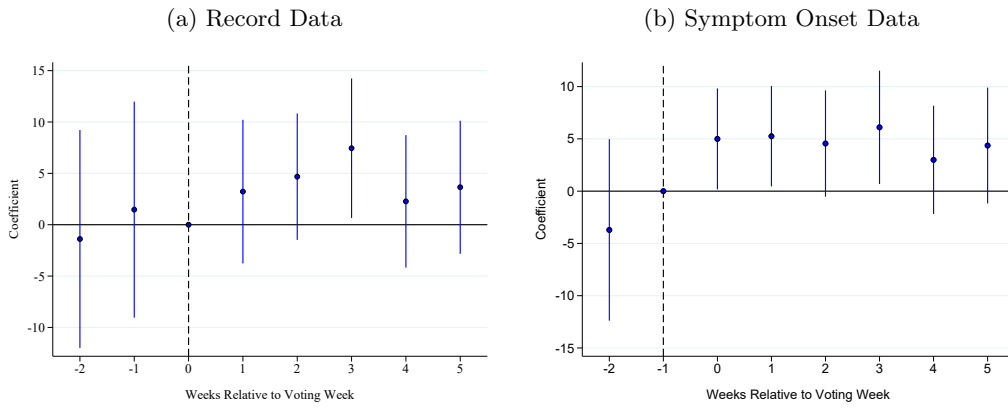 (a) Record Data
15
10
5
0
-5
-10
Coefficient
-2 -1 0 1 2 3 4 5
Weeks Relative to Voting Week
(b) Symptom Onset Data
10
5
0
-5
-10
-15
Coefficient
-2 -1 0 1 2 3 4 5
Weeks Relative to Voting Week